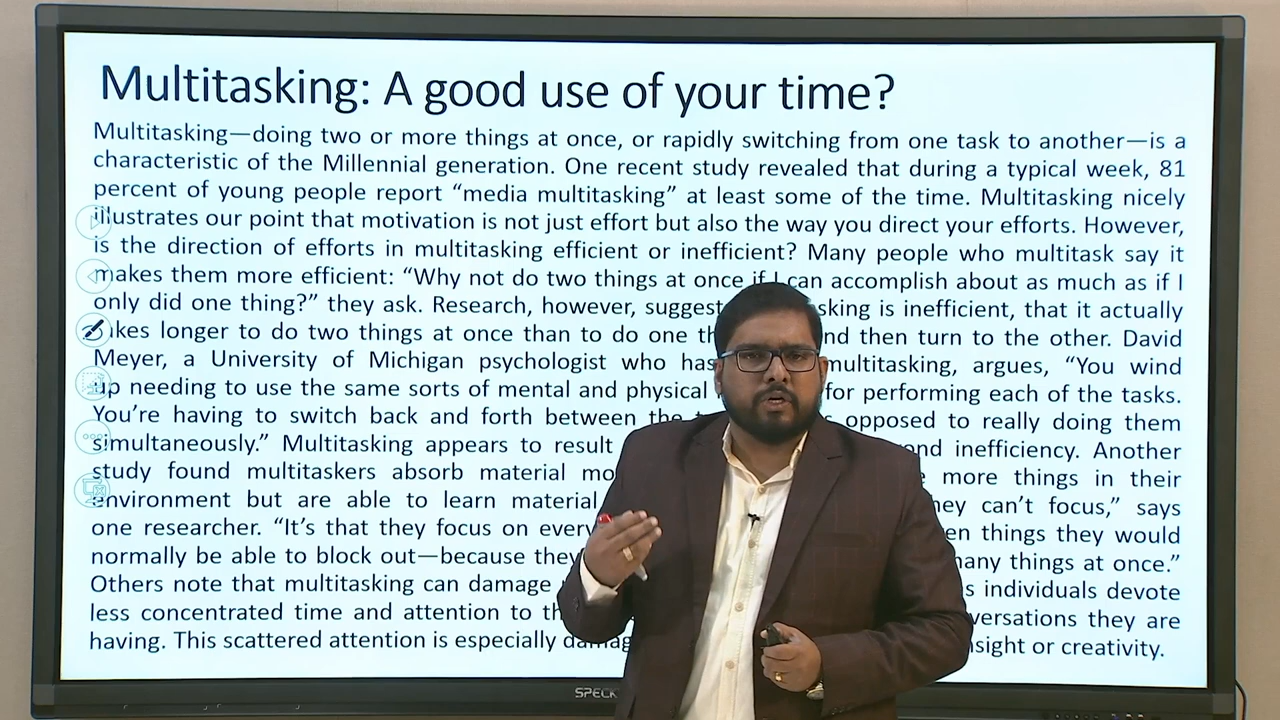 Multitasking: A good use of your time?
Multitasking—doing two or more things at once, or rapidly switching from one task to another—is a
characteristic of the Millennial generation. One recent study revealed that during a typical week, 81
percent of young people report “media multitasking” at least some of the time. Multitasking nicely
illustrates our point that motivation is not just effort but also the way you direct your efforts. However,
is the direction of efforts in multitasking efficient or inefficient? Many people who multitask say it
makes them more efficient: “Why not do two things at once if I can accomplish about as much as if I
only did one thing?” they ask. Research, however, suggest sking is inefficient, that it actually
takes longer to do two things at once than to do one th nd then turn to the other. David
Meyer, a University of Michigan psychologist who has multitasking, argues, “You wind
up needing to use the same sorts of mental and physical for performing each of the tasks.
You’re having to switch back and forth between the opposed to really doing them
simultaneously.” Multitasking appears to result nd inefficiency. Another
study found multitaskers absorb material mo more things in their
environment but are able to learn material hey can’t focus,” says
one researcher. “It’s that they focus on every en things they would
normally be able to block out—because they many things at once.”
Others note that multitasking can damage s individuals devote
less concentrated time and attention to th versations they are
having. This scattered attention is especially damag nsight or creativity.
SPECK